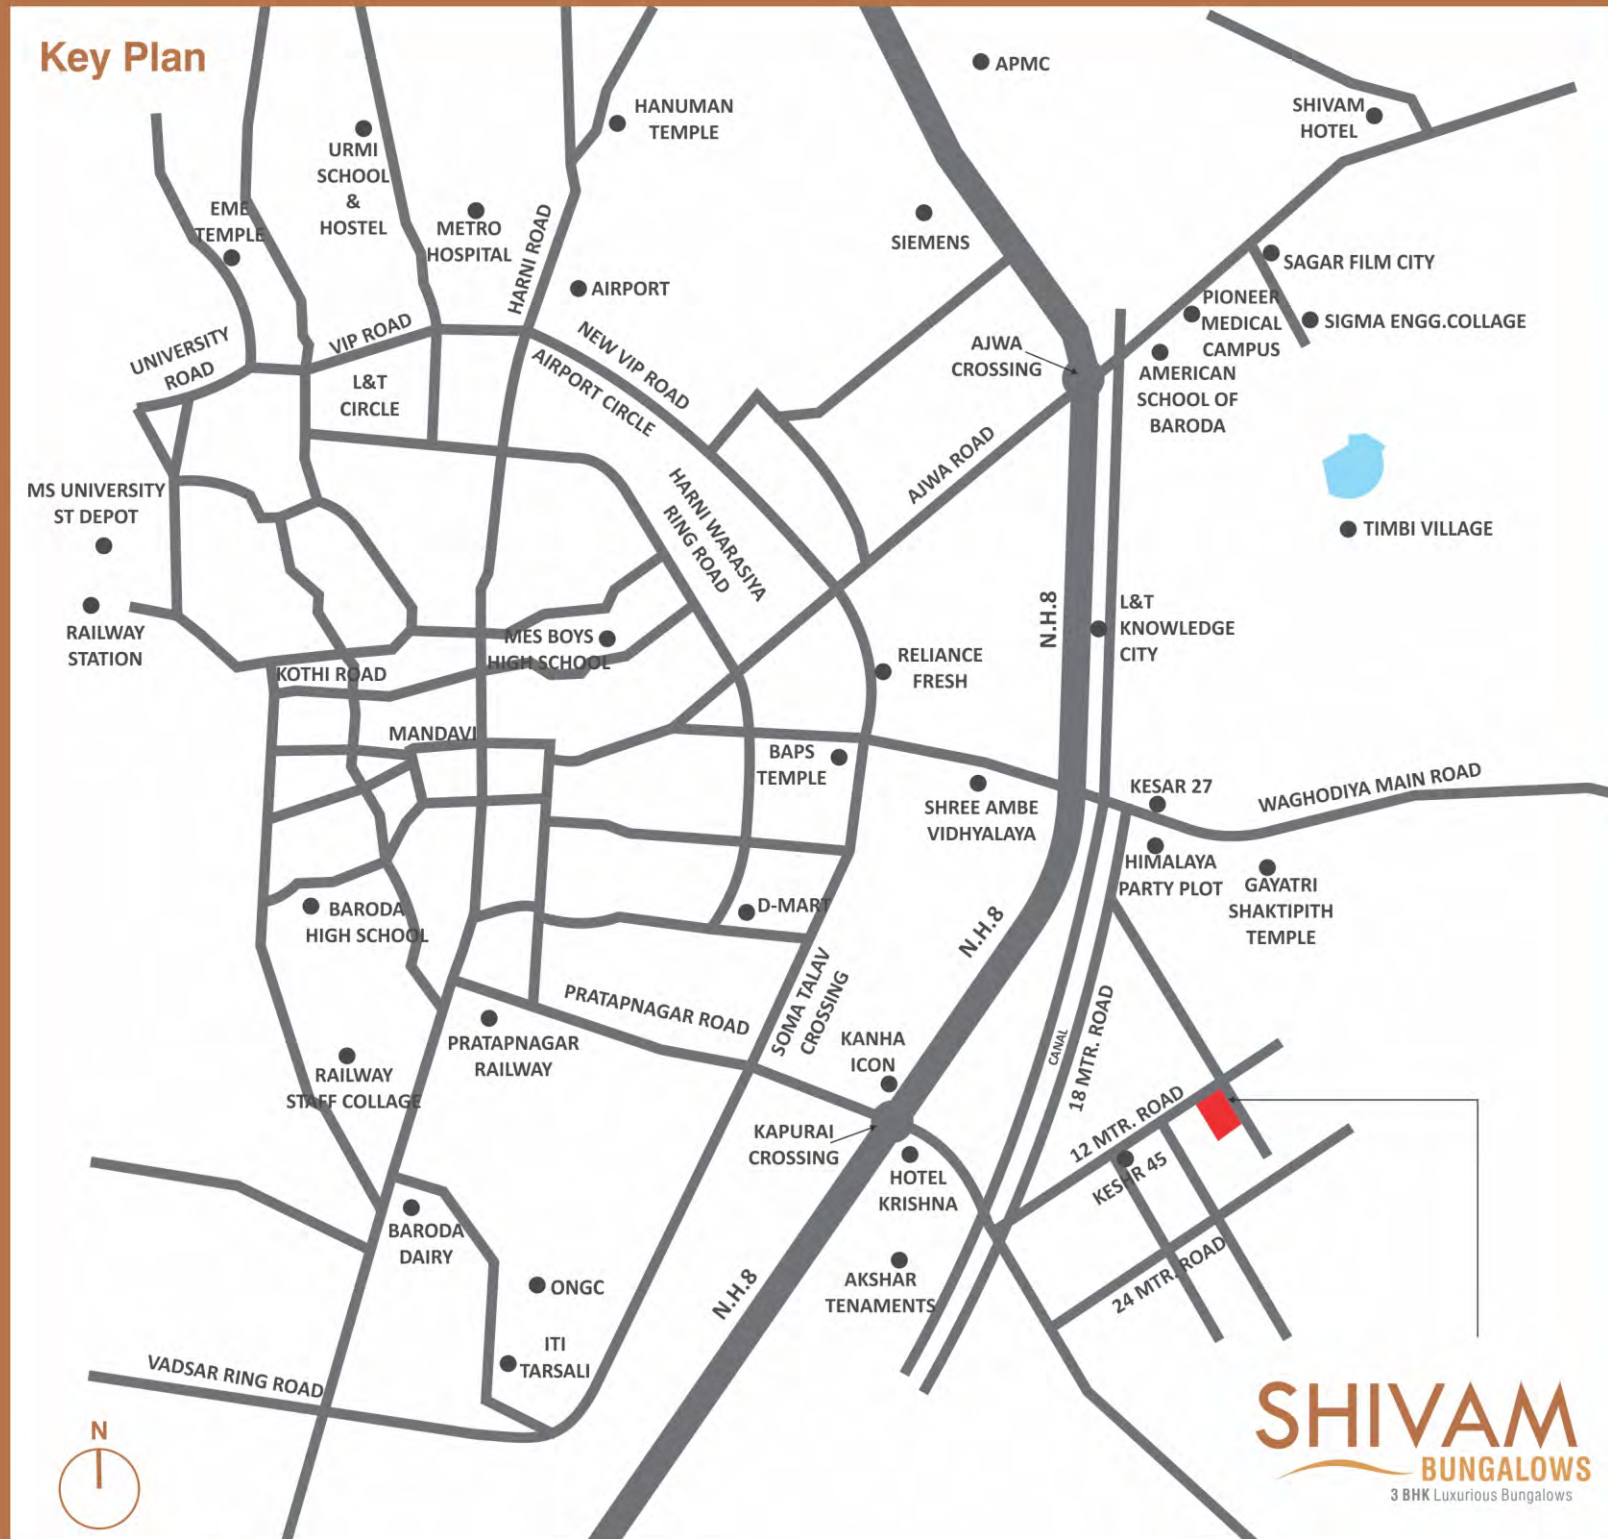 Key Plan
APMC
SHIVAM
HOTEL
HANUMAN
TEMPLE
URMI
SCHOOL
&
HOSTEL
EME
TEMPLE
METRO
HOSPITAL
HARNI ROAD
SIEMENS
SAGAR FILM CITY
AIRPORT
PIONEER
MEDICAL
CAMPUS
SIGMA ENGG.COLLAGE
UNIVERSITY
ROAD
VIP ROAD
NEW VIP ROAD
AIRPORT CIRCLE
AJWA
CROSSING
L&T
CIRCLE
AMERICAN
SCHOOL OF
BARODA
AJWA ROAD
MS UNIVERSITY
ST DEPOT
HARNI WARASIYA
RING ROAD
TIMBI VILLAGE
RAILWAY
STATION
N.H.8
L&T
KNOWLEDGE
CITY
MES BOYS
HIGH SCHOOL
KOTHI ROAD
RELIANCE
FRESH
MANDAVI
BAPS
TEMPLE
SHREE AMBE
VIDHYALAYA
KESAR 27
WAGHODIYA MAIN ROAD
HIMALAYA
PARTY PLOT
GAYATRI
SHAKTIPITH
TEMPLE
BARODA
HIGH SCHOOL
D-MART
N.H.8
SOMA TALAV
CROSSING
PRATAPNAGAR ROAD
PRATAPNAGAR
RAILWAY
KANHA
ICON
CANAL
18 MTR. ROAD
RAILWAY
STAFF COLLAGE
KAPURAI
CROSSING
12 MTR. ROAD
HOTEL
KRISHNA
KESHR 45
BARODA
DAIRY
24 MTR. ROAD
AKSHAR
TENAMENTS
ONGC
N.H.8
ITI
TARSALI
VADSAR RING ROAD
N
SHIVAM
BUNGALOWS
3 BHK Luxurious Bungalows